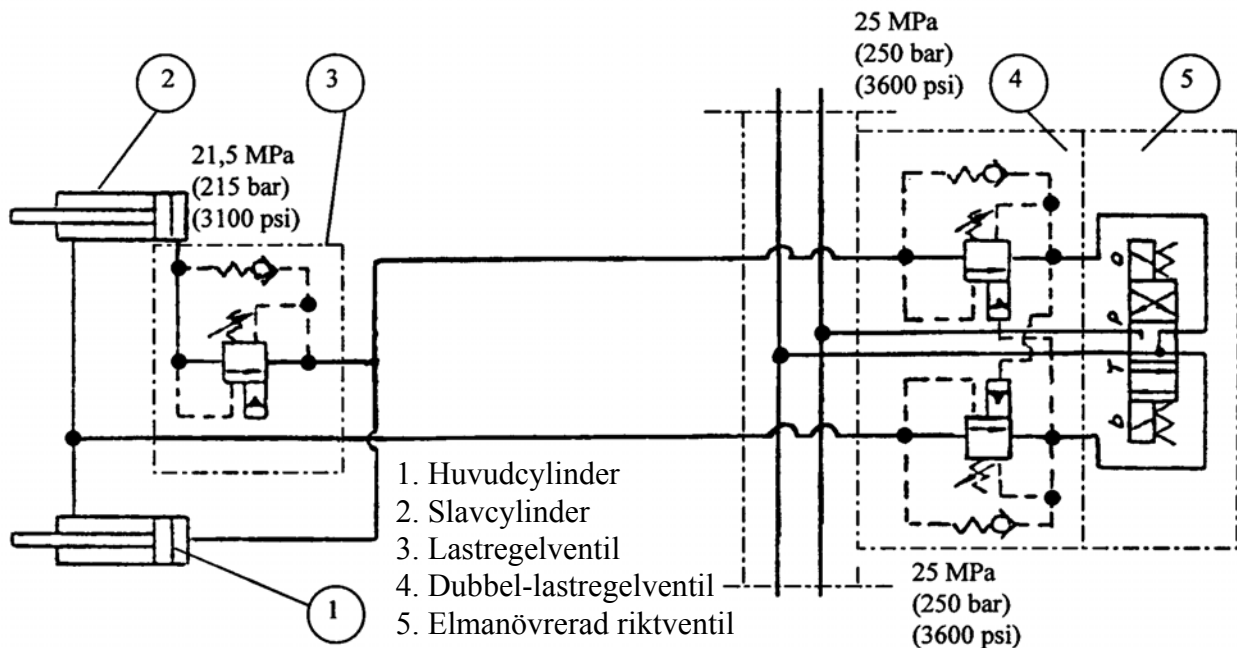 25 MPa
(250 bar)
(3600 psi)
2
3
4
5
21,5 MPa
(215 bar)
(3100 psi)
a
P
T
b
1. Huvudcylinder
2. Slavcylinder
3. Lastregelventil
4. Dubbel-lastregelventil
5. Elmanövrerad riktventil
1
25 MPa
(250 bar)
(3600 psi)